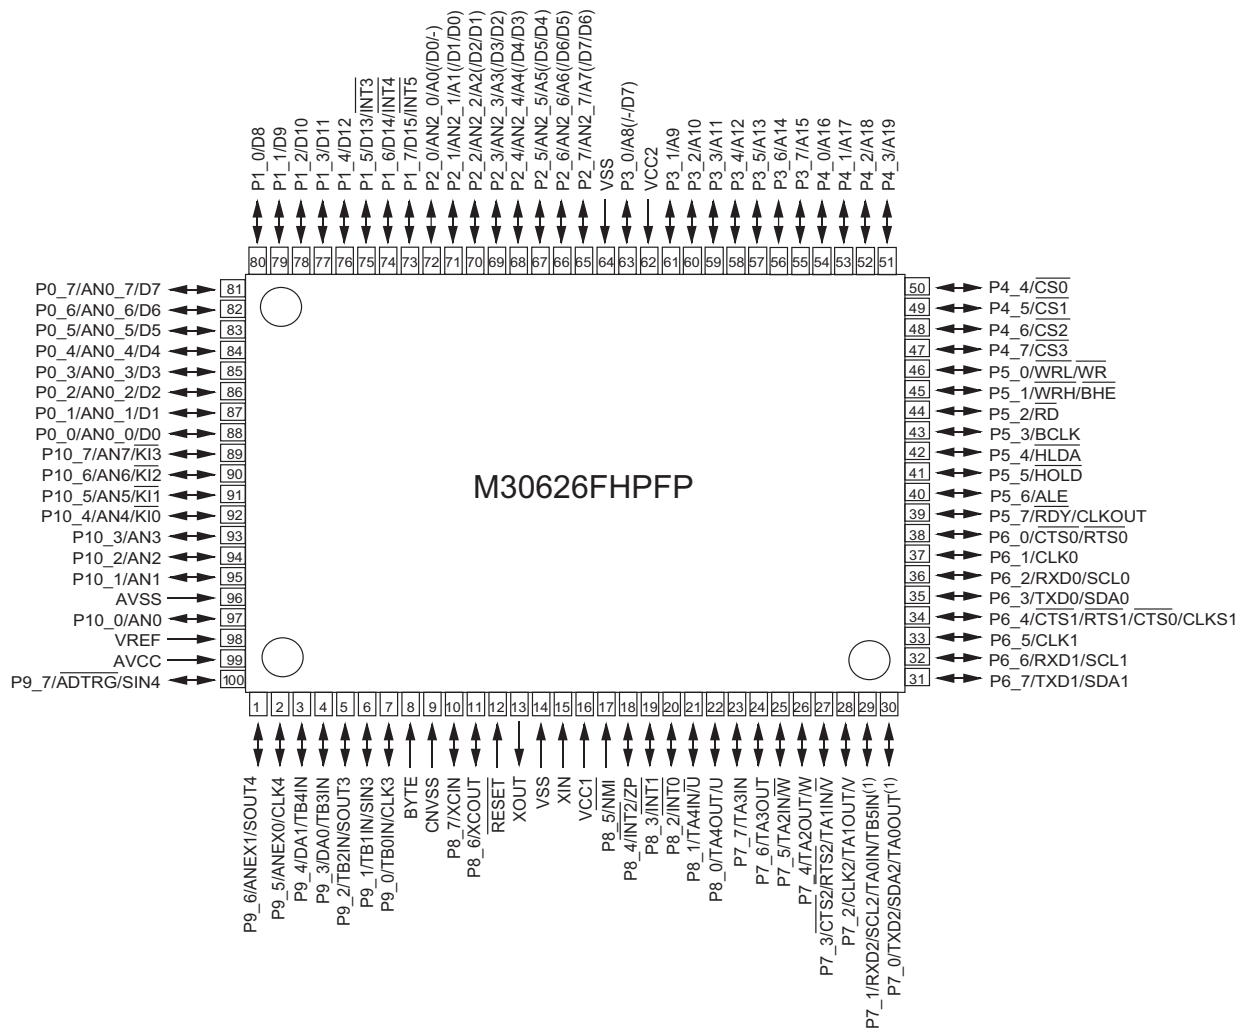 P1_0/D8
P1_1/D9
P1_2/D10
P1_3/D11
P1_4/D12
P1_5/D13/INT3
P1_6/D14/INT4
P1_7/D15/INT5
P2_0/AN2_0/A0(/D0/-)
P2_1/AN2_1/A1(/D1/D0)
P2_2/AN2_2/A2(/D2/D1)
P2_3/AN2_3/A3(/D3/D2)
P2_4/AN2_4/A4(/D4/D3)
P2_5/AN2_5/A5(/D5/D4)
P2_6/AN2_6/A6(/D6/D5)
P2_7/AN2_7/A7(/D7/D6)
VSS
P3_0/A8(/-/D7)
VCC2
P3_1/A9
P3_2/A10
P3_3/A11
P3_4/A12
P3_5/A13
P3_6/A14
P3_7/A15
P4_0/A16
P4_1/A17
P4_2/A18
P4_3/A19
80 79 78 77 76 75 74 73 72 71 70 69 68 67 66 65 64 63 62 61 60 59 58 57 56 55 54 53 52 51
P0_7/AN0_7/D7 81
P0_6/AN0_6/D6 82
P0_5/AN0_5/D5 83
P0_4/AN0_4/D4 84
P0_3/AN0_3/D3 85
P0_2/AN0_2/D2 86
P0_1/AN0_1/D1 87
P0_0/AN0_0/D0 88
P10_7/AN7/KI3 89
P10_6/AN6/KI2 90
P10_5/AN5/KI1 91
P10_4/AN4/KI0 92
P10_3/AN3 93
P10_2/AN2 94
P10_1/AN1 95
AVSS 96
P10_0/AN0 97
VREF 98
AVCC 99
P9_7/ADTRG/SIN4 100
M30626FHPFP
50 P4_4/CS0
49 P4_5/CS1
48 P4_6/CS2
47 P4_7/CS3
46 P5_0/WRL/WR
45 P5_1/WRH/BHE
44 P5_2/RD
43 P5_3/BCLK
42 P5_4/HLDA
41 P5_5/HOLD
40 P5_6/ALE
39 P5_7/RDY/CLKOUT
38 P6_0/CTS0/RTS0
37 P6_1/CLK0
36 P6_2/RXD0/SCL0
35 P6_3/TXD0/SDA0
34 P6_4/CTS1/RTS1/CTS0/CLKS1
33 P6_5/CLK1
32 P6_6/RXD1/SCL1
31 P6_7/TXD1/SDA1
1 2 3 4 5 6 7 8 9 10 11 12 13 14 15 16 17 18 19 20 21 22 23 24 25 26 27 28 29 30
P9_6/ANEX1/SOUT4
P9_5/ANEX0/CLK4
P9_4/DA1/TB4IN
P9_3/DA0/TB3IN
P9_2/TB2IN/SOUT3
P9_1/TB1IN/SIN3
P9_0/TB0IN/CLK3
BYTE
CNVSS
P8_7/XCIN
P8_6/XCOUT
RESET
XOUT
VSS
XIN
VCC1
P8_5/NMI
P8_4/INT2/ZP
P8_3/INT1
P8_2/INT0
P8_1/TA4IN/U
P8_0/TA4OUT/U
P7_7/TA3IN
P7_6/TA3OUT
P7_5/TA2IN/W
P7_4/TA2OUT/W
P7_3/CTS2/RTS2/TA1IN/V
P7_2/CLK2/TA1OUT/V
P7_1/RXD2/SCL2/TA0IN/TB5IN(1)
P7_0/TXD2/SDA2/TA0OUT(1)